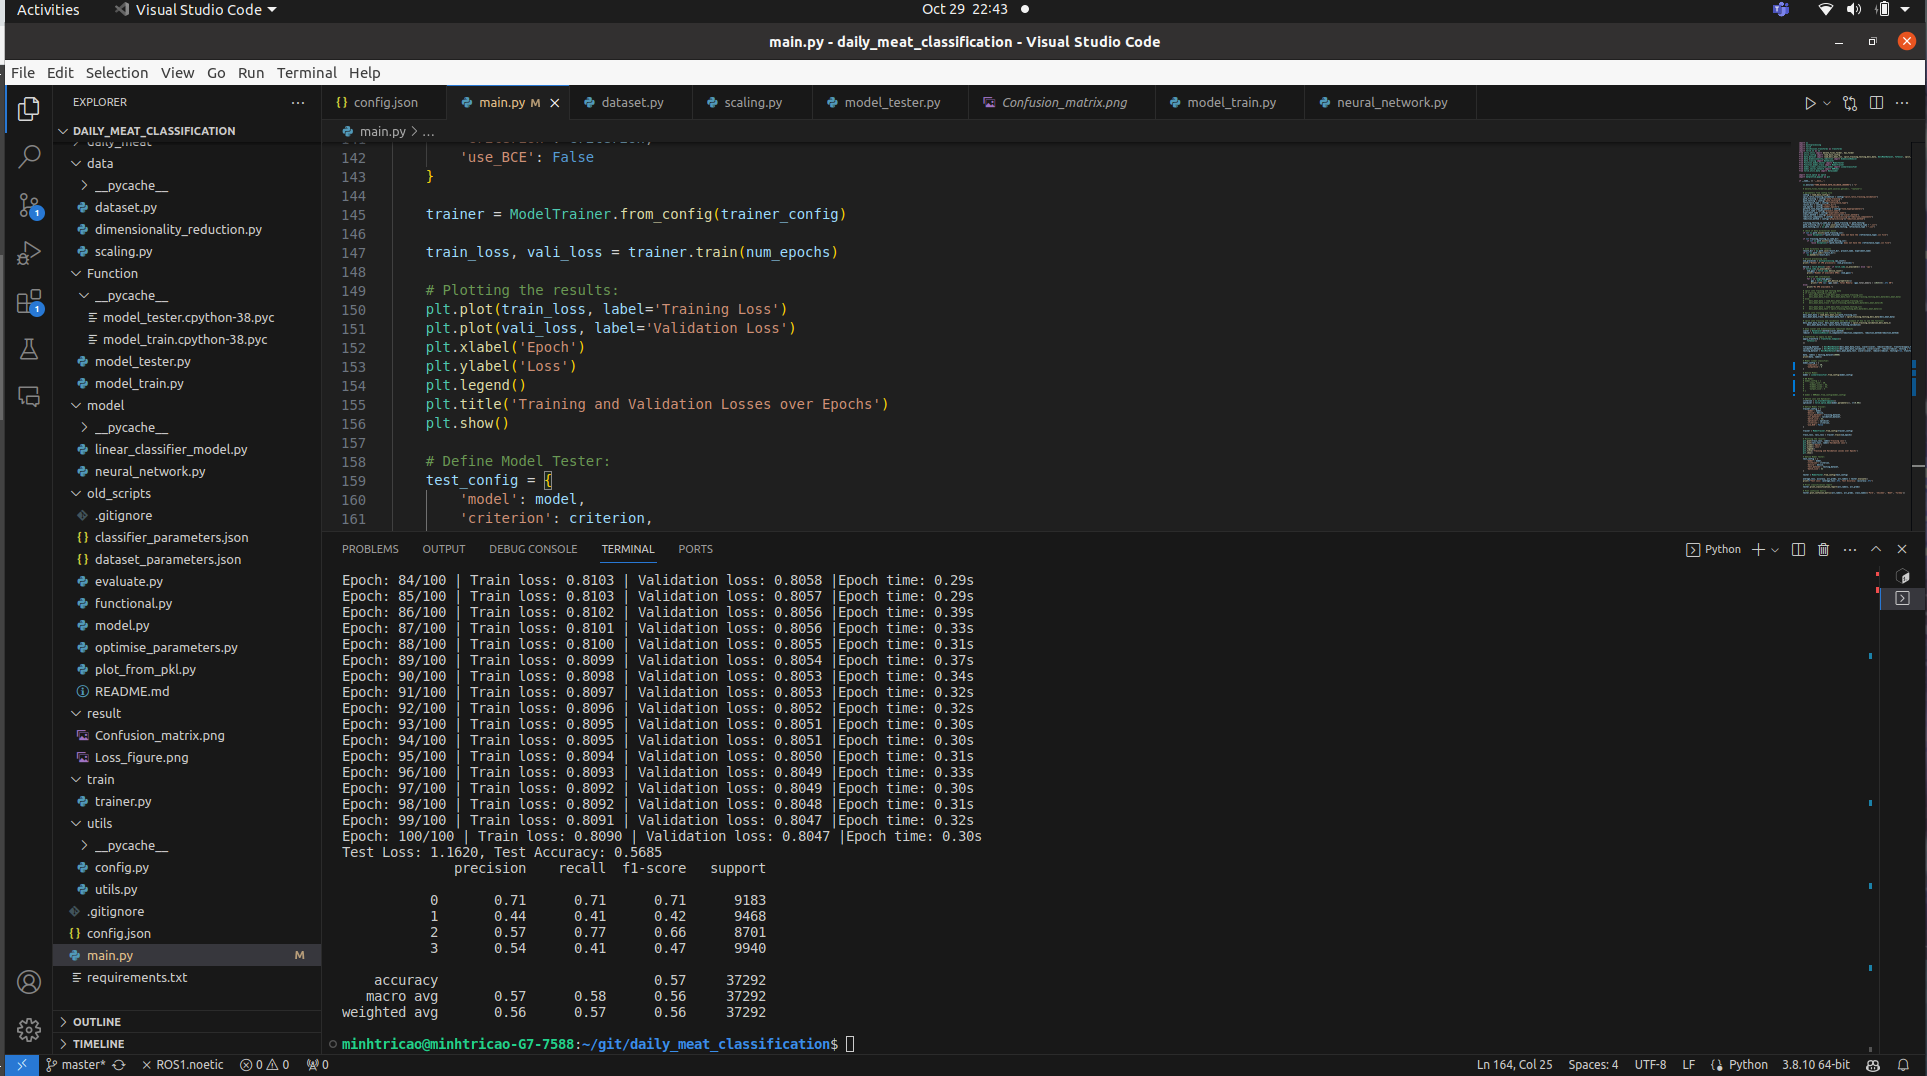 Activities
Visual Studio Code
Oct 29 22:43
main.py - daily_meat_classification - Visual Studio Code
File Edit Selection View Go Run Terminal Help
EXPLORER
DAILY_MEAT_CLASSIFICATION
daily_meat
data
__pycache__
dataset.py
dimensionality_reduction.py
scaling.py
Function
__pycache__
model_tester.cpython-38.pyc
model_train.cpython-38.pyc
model_tester.py
model_train.py
model
__pycache__
linear_classifier_model.py
neural_network.py
old_scripts
.gitignore
classifier_parameters.json
dataset_parameters.json
evaluate.py
functional.py
model.py
optimise_parameters.py
plot_from_pkl.py
README.md
result
Confusion_matrix.png
Loss_figure.png
train
trainer.py
utils
__pycache__
config.py
utils.py
.gitignore
config.json
main.py M
requirements.txt
OUTLINE
TIMELINE
config.json main.py M dataset.py scaling.py model_tester.py Confusion_matrix.png model_train.py neural_network.py
main.py > ...
142 'use_BCE': False
143 }
144
145 trainer = ModelTrainer.from_config(trainer_config)
146
147 train_loss, vali_loss = trainer.train(num_epochs)
148
149 # Plotting the results:
150 plt.plot(train_loss, label='Training Loss')
151 plt.plot(vali_loss, label='Validation Loss')
152 plt.xlabel('Epoch')
153 plt.ylabel('Loss')
154 plt.legend()
155 plt.title('Training and Validation Losses over Epochs')
156 plt.show()
157
158 # Define Model Tester:
159 test_config = {
160 'model': model,
161 'criterion': criterion,
PROBLEMS OUTPUT DEBUG CONSOLE TERMINAL PORTS
Python
Epoch: 84/100 | Train loss: 0.8103 | Validation loss: 0.8058 |Epoch time: 0.29s
Epoch: 85/100 | Train loss: 0.8103 | Validation loss: 0.8057 |Epoch time: 0.29s
Epoch: 86/100 | Train loss: 0.8102 | Validation loss: 0.8056 |Epoch time: 0.39s
Epoch: 87/100 | Train loss: 0.8101 | Validation loss: 0.8056 |Epoch time: 0.33s
Epoch: 88/100 | Train loss: 0.8100 | Validation loss: 0.8055 |Epoch time: 0.31s
Epoch: 89/100 | Train loss: 0.8099 | Validation loss: 0.8054 |Epoch time: 0.37s
Epoch: 90/100 | Train loss: 0.8098 | Validation loss: 0.8053 |Epoch time: 0.34s
Epoch: 91/100 | Train loss: 0.8097 | Validation loss: 0.8053 |Epoch time: 0.32s
Epoch: 92/100 | Train loss: 0.8096 | Validation loss: 0.8052 |Epoch time: 0.32s
Epoch: 93/100 | Train loss: 0.8095 | Validation loss: 0.8051 |Epoch time: 0.30s
Epoch: 94/100 | Train loss: 0.8095 | Validation loss: 0.8051 |Epoch time: 0.30s
Epoch: 95/100 | Train loss: 0.8094 | Validation loss: 0.8050 |Epoch time: 0.31s
Epoch: 96/100 | Train loss: 0.8093 | Validation loss: 0.8049 |Epoch time: 0.33s
Epoch: 97/100 | Train loss: 0.8092 | Validation loss: 0.8049 |Epoch time: 0.30s
Epoch: 98/100 | Train loss: 0.8092 | Validation loss: 0.8048 |Epoch time: 0.31s
Epoch: 99/100 | Train loss: 0.8091 | Validation loss: 0.8047 |Epoch time: 0.32s
Epoch: 100/100 | Train loss: 0.8090 | Validation loss: 0.8047 |Epoch time: 0.30s
Test Loss: 1.1620, Test Accuracy: 0.5685
precision recall f1-score support
0 0.71 0.71 0.71 9183
1 0.44 0.41 0.42 9468
2 0.57 0.77 0.66 8701
3 0.54 0.41 0.47 9940
accuracy 0.57 37292
macro avg 0.57 0.58 0.56 37292
weighted avg 0.56 0.57 0.56 37292
minhtricao@minhtricao-G7-7588:~/git/daily_meat_classification$
master* ROS1.noetic 0 0 0 Ln 164, Col 25 Spaces: 4 UTF-8 LF Python 3.8.10 64-bit